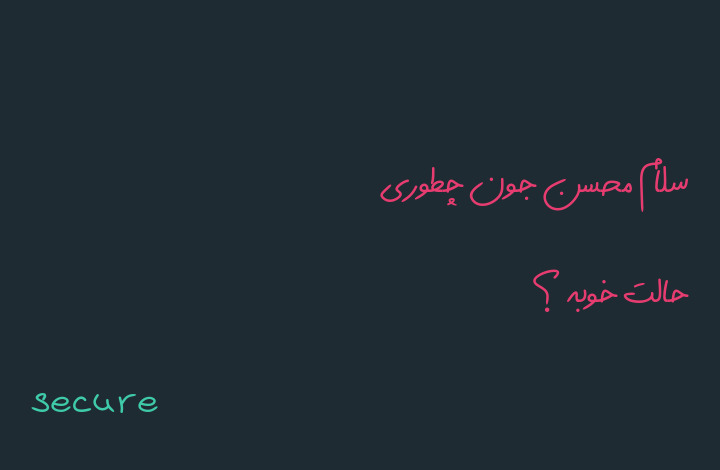 سلام محسن جون چطوری
حالت خوبه ؟
secure